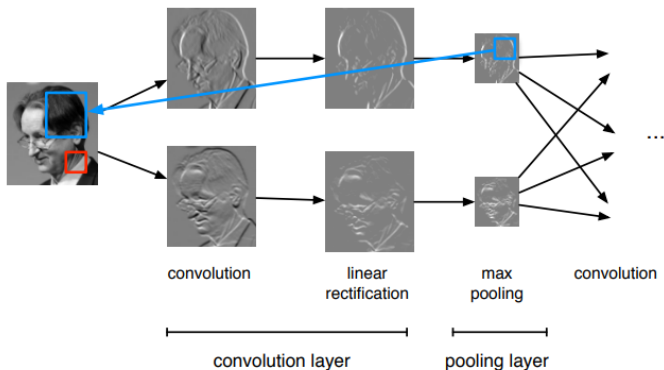 convolution
linear
rectification
max
pooling
convolution
...
convolution layer
pooling layer